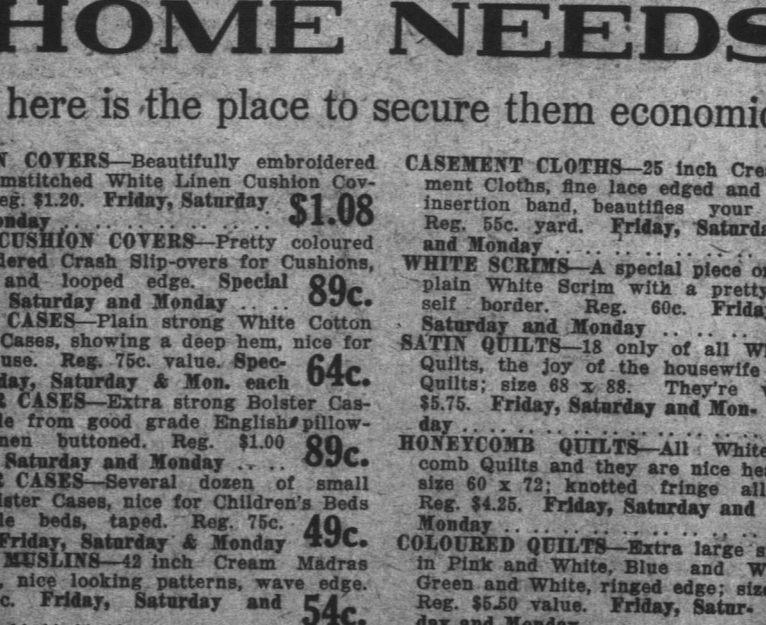 HOME NEEDS
here is the place to secure them economic
N COVERS—Beautifully embroidered
mstitched White Linen Cushion Cov-
eg. $1.20. Friday, Saturday
onday $1.08
CUSHION COVERS—Pretty coloured
dered Crash Slip-overs for Cushions,
and looped edge. Special
Saturday and Monday 89c.
CASES—Plain strong White Cotton
Cases, showing a deep hem, nice for
use. Reg. 75c. value. Spec-
day, Saturday & Mon. each 64c.
R CASES—Extra strong Bolster Cas-
le from good grade English pillow-
nen buttoned. Reg. $1.00
Saturday and Monday 89c.
R CASES—Several dozen of small
lster Cases, nice for Children's Beds
le beds, taped. Reg. 75c.
Friday, Saturday & Monday 49c.
MUSLINS—42 inch Cream Madras
, nice looking patterns, wave edge.
c. Friday, Saturday and 54c.
CASEMENT CLOTHS—25 inch Cre
ment Cloths, fine lace edged and
insertion band, beautifies your
Reg. 55c. yard. Friday, Saturda
and Monday
WHITE SCRIMS—A special piece o
plain White Scrim with a pretty
self border. Reg. 60c. Frida
Saturday and Monday
SATIN QUILTS—18 only of all W
Quilts, the joy of the housewife
Quilts; size 68 x 88. They're
$5.75. Friday, Saturday and Mon-
day
HONEYCOMB QUILTS—All White
comb Quilts and they are nice he
size 60 x 72; knotted fringe all
Reg. $4.25. Friday, Saturday and
Monday
COLOURED QUILTS—Extra large s
in Pink and White, Blue and W
Green and White, ringed edge; size
Reg. $5.50 value. Friday, Satur-
day and Monday